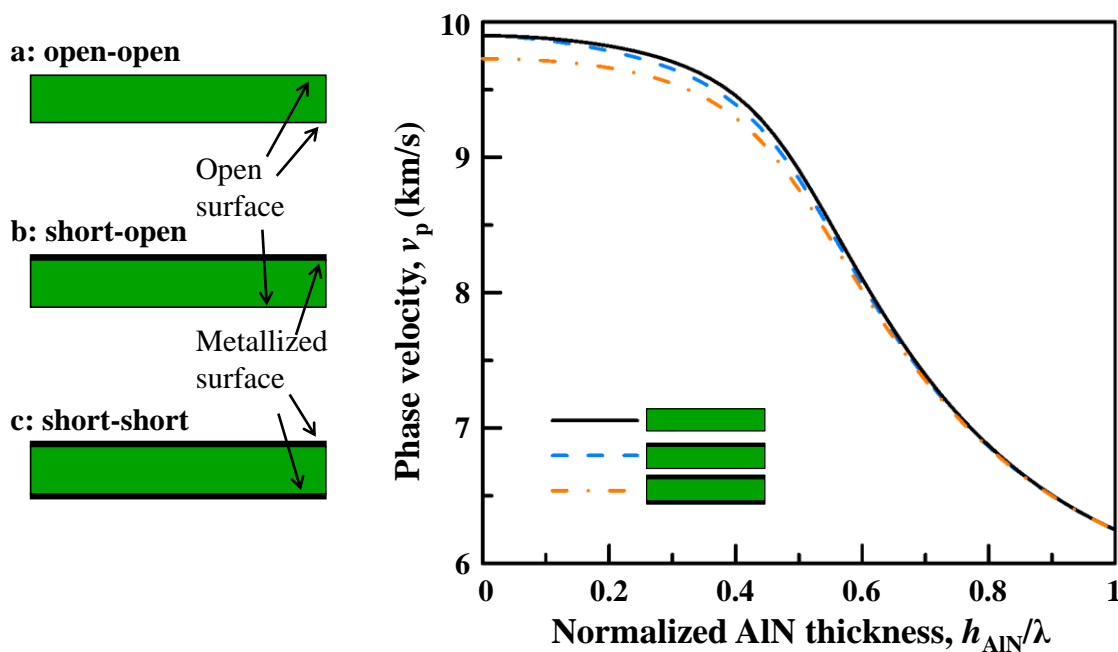 a: open-open
Open
surface
b: short-open
Metallized
surface
c: short-short
Phase velocity, vp (km/s)
10
9
8
7
6
0
0.2
0.4
0.6
0.8
1
Normalized AlN thickness, hAlN/λ